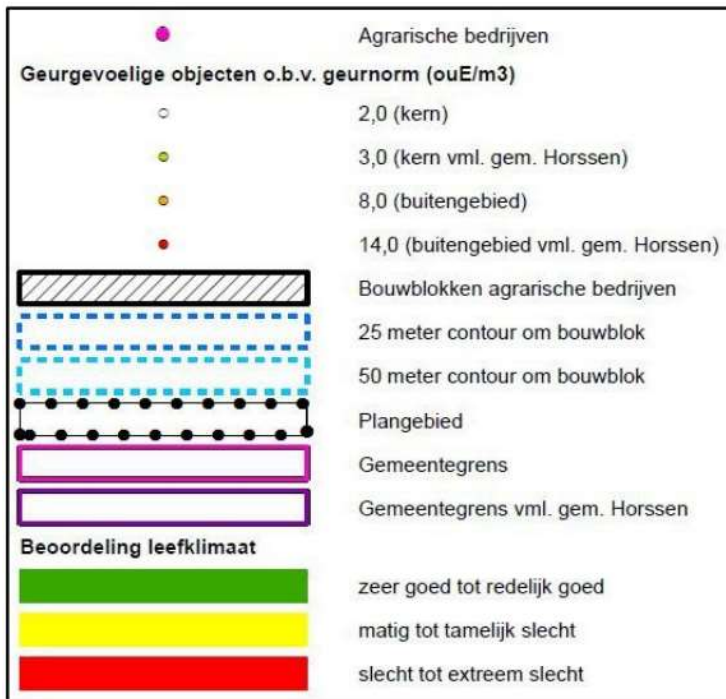 Agrarische bedrijven
Geurgevoelige objecten o.b.v. geurnorm (ouE/m3)
2,0 (kern)
3,0 (kern vml. gem. Horssen)
8,0 (buitengebied)
14,0 (buitengebied vml. gem. Horssen)
Bouwblokken agrarische bedrijven
25 meter contour om bouwblok
50 meter contour om bouwblok
Plangebied
Gemeentegrens
Gemeentegrens vml. gem. Horssen
Beoordeling leefklimaat
zeer goed tot redelijk goed
matig tot tamelijk slecht
slecht tot extreem slecht